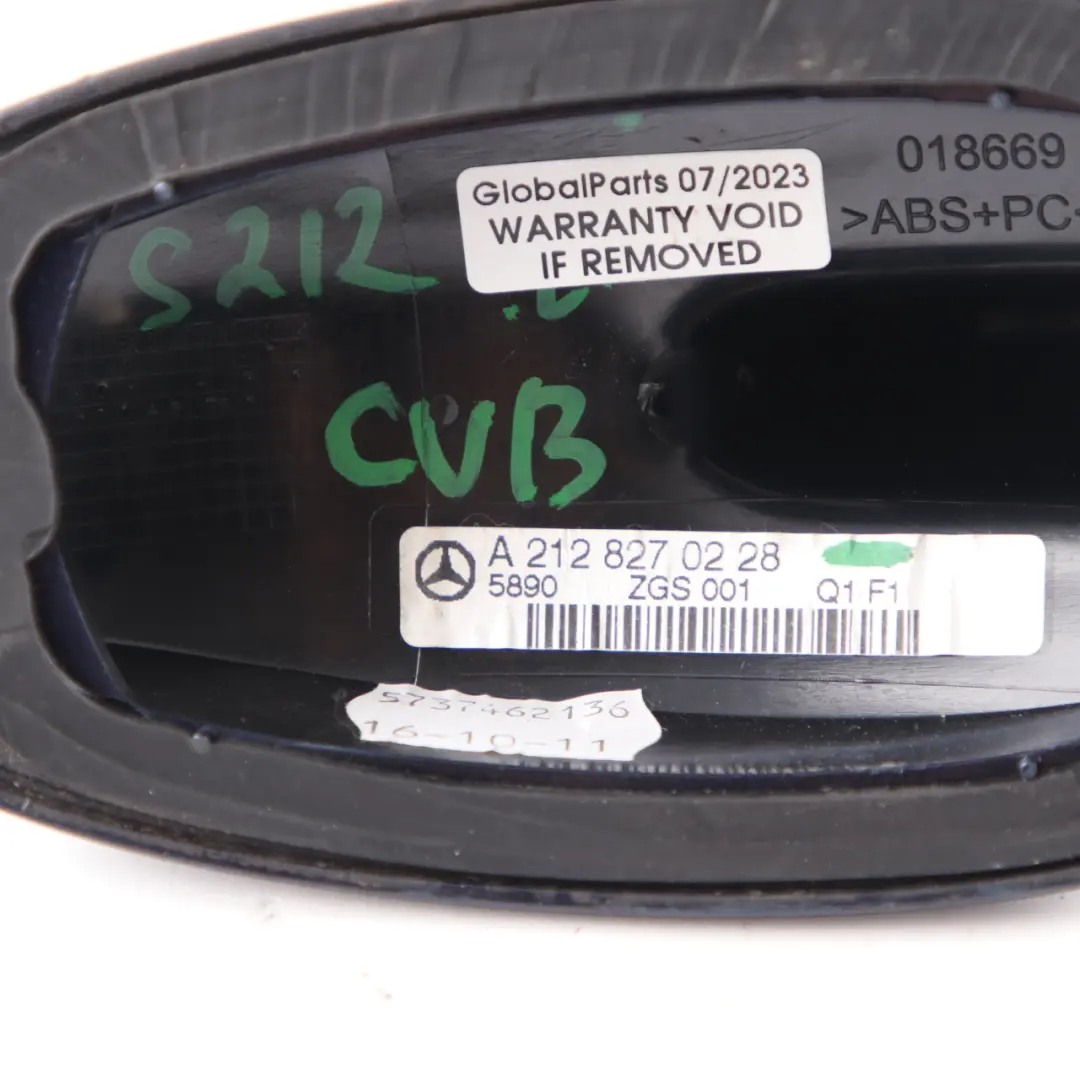 018669
>ABS+PC
GlobalParts 07/2023
WARRANTY VOID
IF REMOVED
S212
CVB
A 212 827 02 28
5890 ZGS 001 Q1 F1
5737462136
16-10-11